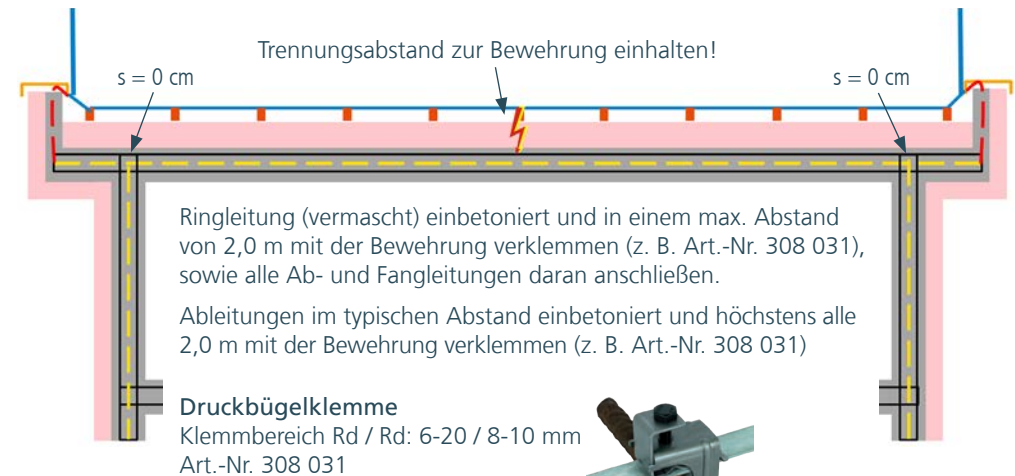 Trennungsabstand zur Bewehrung einhalten!
s = 0 cm
s = 0 cm
Ringleitung (vermascht) einbetoniert und in einem max. Abstand
von 2,0 m mit der Bewehrung verklemmen (z. B. Art.-Nr. 308 031),
sowie alle Ab- und Fangleitungen daran anschließen.
Ableitungen im typischen Abstand einbetoniert und höchstens alle
2,0 m mit der Bewehrung verklemmen (z. B. Art.-Nr. 308 031)
Druckbügelklemme
Klemmbereich Rd / Rd: 6-20 / 8-10 mm
Art.-Nr. 308 031